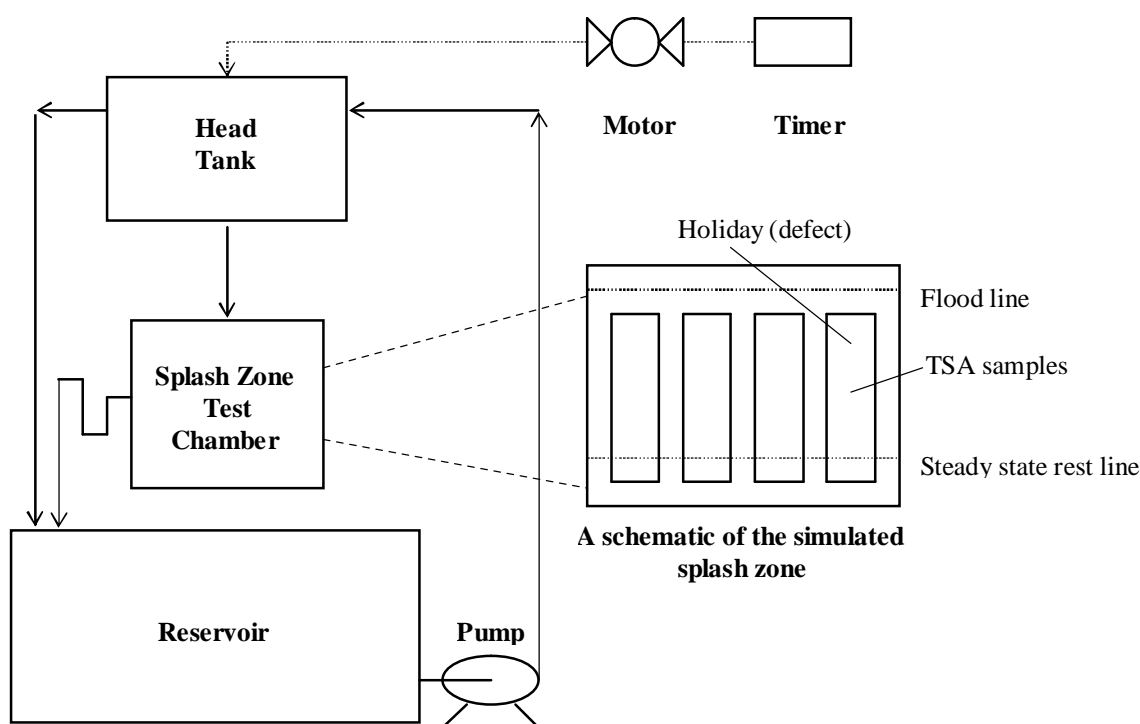 Head
Tank
Motor
Timer
Holiday (defect)
Flood line
TSA samples
Splash Zone
Test
Chamber
Steady state rest line
A schematic of the simulated
splash zone
Reservoir
Pump